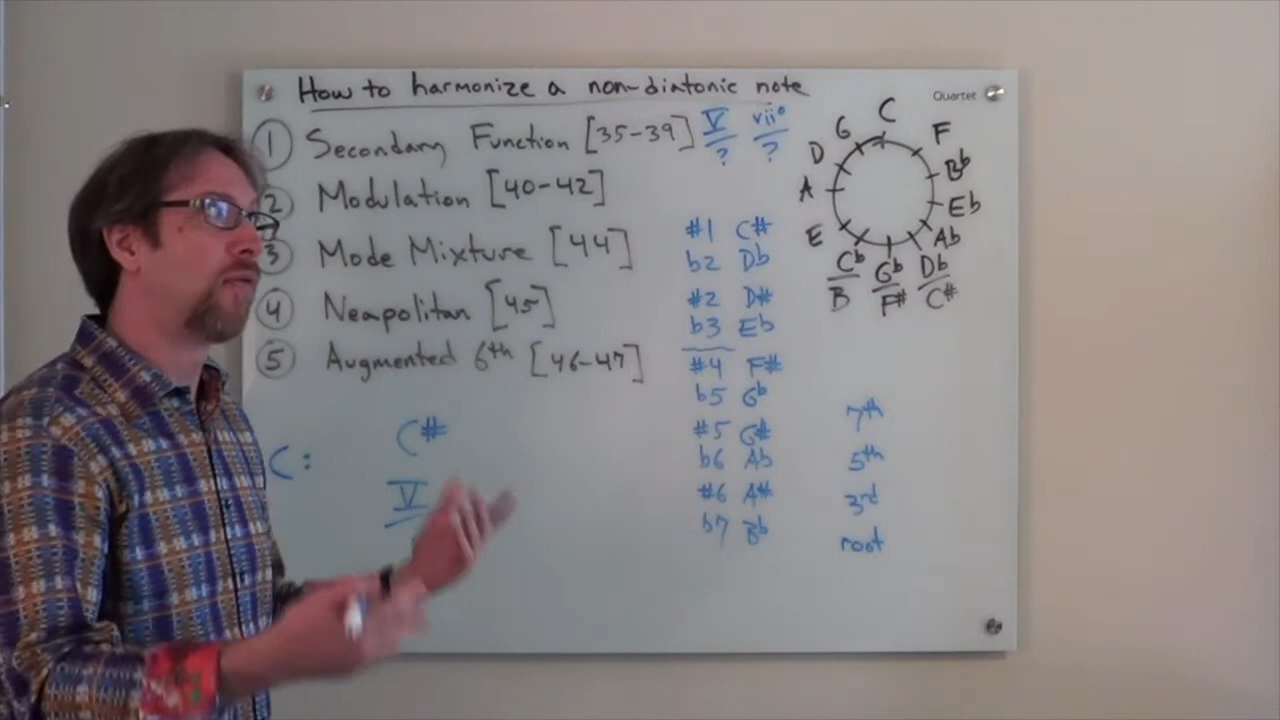 How to harmonize a non-diatonic note
Quartet
① Secondary Function [35-39] V/? vii°/?
② Modulation [40-42]
③ Mode Mixture [44]
④ Neapolitan [45]
⑤ Augmented 6th [46-47]
C
F
Bb
Eb
Ab
Db
C#
Gb
F#
Cb
B
E
A
D
G
#1 C#
b2 Db
#2 D#
b3 Eb
#4 F#
b5 Gb
#5 G#
b6 Ab
#6 A#
b7 Bb
7th
5th
3rd
root
C:
C#
V